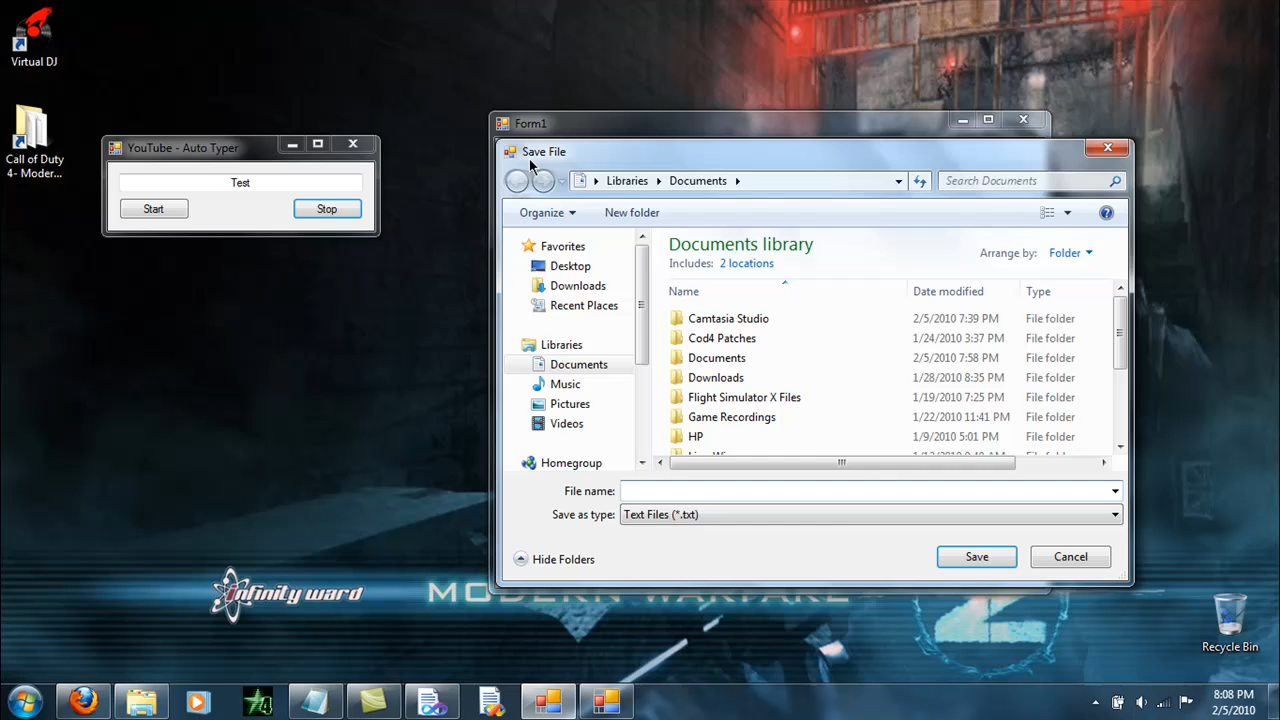 Virtual DJ
Call of Duty
4- Moder...
YouTube - Auto Typer
Test
Start
Stop
Form1
Save File
Libraries
Documents
Search Documents
Organize
New folder
Favorites
Desktop
Downloads
Recent Places
Libraries
Documents
Music
Pictures
Videos
Homegroup
Documents library
Includes: 2 locations
Arrange by: Folder
Name Date modified Type
Camtasia Studio 2/5/2010 7:39 PM File folder
Cod4 Patches 1/24/2010 3:37 PM File folder
Documents 2/5/2010 7:58 PM File folder
Downloads 1/28/2010 8:35 PM File folder
Flight Simulator X Files 1/19/2010 7:25 PM File folder
Game Recordings 1/22/2010 11:41 PM File folder
HP 1/9/2010 5:01 PM File folder
File name:
Save as type: Text Files (*.txt)
Hide Folders
Save
Cancel
infinity ward
MODERN WARFARE
2
Recycle Bin
8:08 PM
2/5/2010